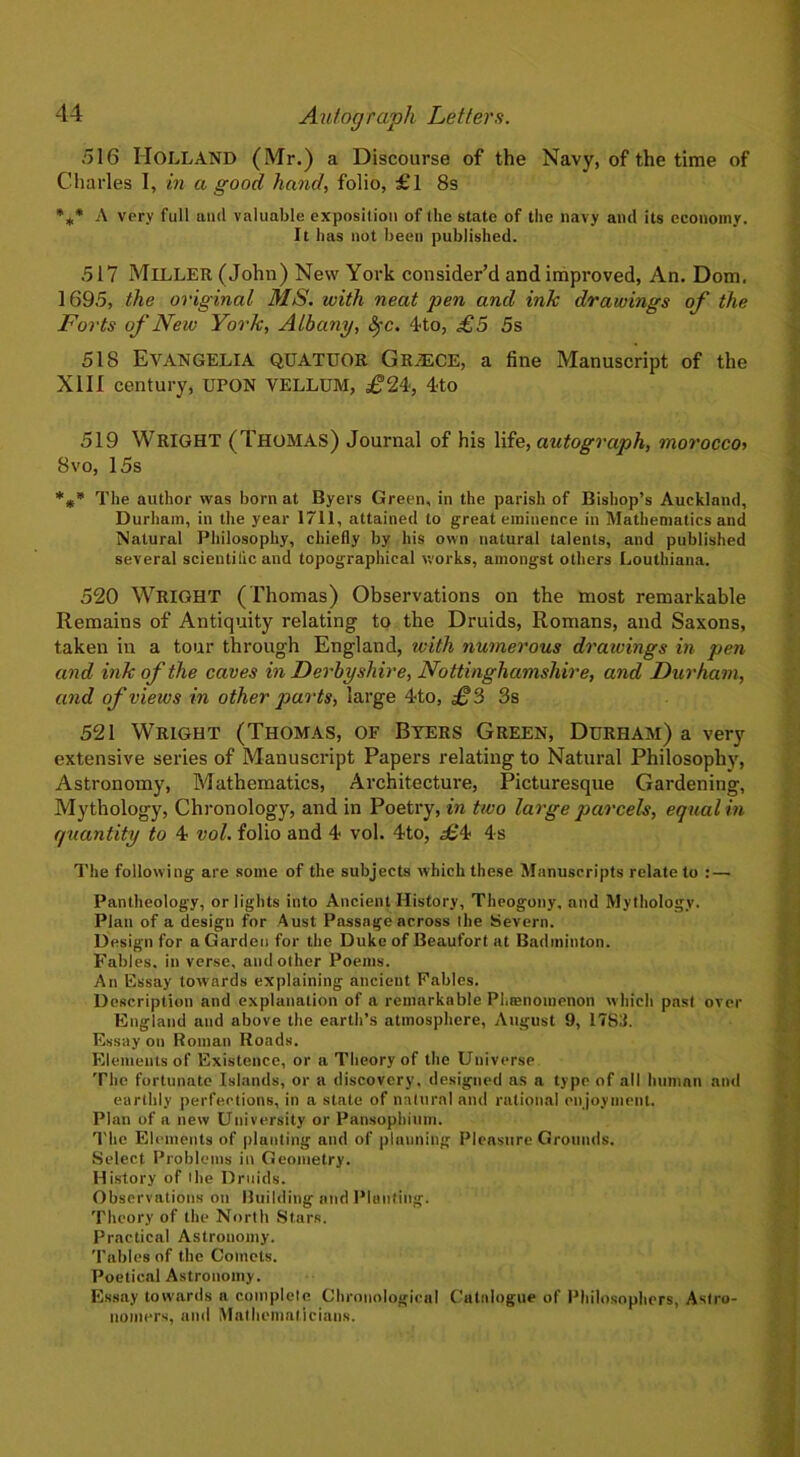 44 Autograph Letters.
516 HOLLAND (Mr.) a Discourse of the Navy, of the time of
Charles I, in a good hand, folio, £1 8s
*** A very full and valuable exposition of the state of the navy and its economy.
It has not been published.
517 MILLER (John) New York consider'd and improved, An. Dom.
1695, the original MS. with neat pen and ink drawings of the
Forts of New York, Albany, &c. 4to, £5 5s
518 EVANGELIA QUATUOR GRÆCE, a fine Manuscript of the
XIII century, UPON VELLUM, £24, 4to
519 WRIGHT (THOMAS) Journal of his life, autograph, morocco,
8vo, 15s
*** The author was born at Byers Green, in the parish of Bishop's Auckland,
Durham, in the year 1711, attained to great eminence in Mathematics and
Natural Philosophy, chiefly by his own natural talents, and published
several scientific and topographical works, amongst others Louthiana.
520 WRIGHT (Thomas) Observations on the most remarkable
Remains of Antiquity relating to the Druids, Romans, and Saxons,
taken in a tour through England, with numerous drawings in pen
and ink of the caves in Derbyshire, Nottinghamshire, and Durham,
and of views in other parts, large 4to, £3 3s
521 WRIGHT (THOMAS, OF BYERS GREEN, DURHAM) a very
extensive series of Manuscript Papers relating to Natural Philosophy,
Astronomy, Mathematics, Architecture, Picturesque Gardening,
Mythology, Chronology, and in Poetry, in two large parcels, equal in
quantity to 4 vol. folio and 4 vol. 4to, £4 4s
The following are some of the subjects which these Manuscripts relate to :—
Pantheology, or lights into Ancient History, Theogony, and Mythology.
Plan of a design for Aust Passage across the Severn.
Design for a Garden for the Duke of Beaufort at Badminton.
Fables, in verse, and other Poems.
An Essay towards explaining ancient Fables.
Description and explanation of a remarkable Phænomenon which past over
England and above the earth's atmosphere, August 9, 1783.
Essay on Roman Roads.
Elements of Existence, or a Theory of the Universe
The fortunate Islands, or a discovery, designed as a type of all human and
earthly perfections, in a state of natural and rational enjoyment.
Plan of a new University or Pansophium.
The Elements of planting and of planning Pleasure Grounds.
Select Problems in Geometry.
History of the Druids.
Observations on Building and Planting.
Theory of the North Stars.
Practical Astronomy.
Tables of the Comets.
Poetical Astronomy.
Essay towards a complete Chronological Catalogue of Philosophers, Astro-
nomers, and Mathematicians.